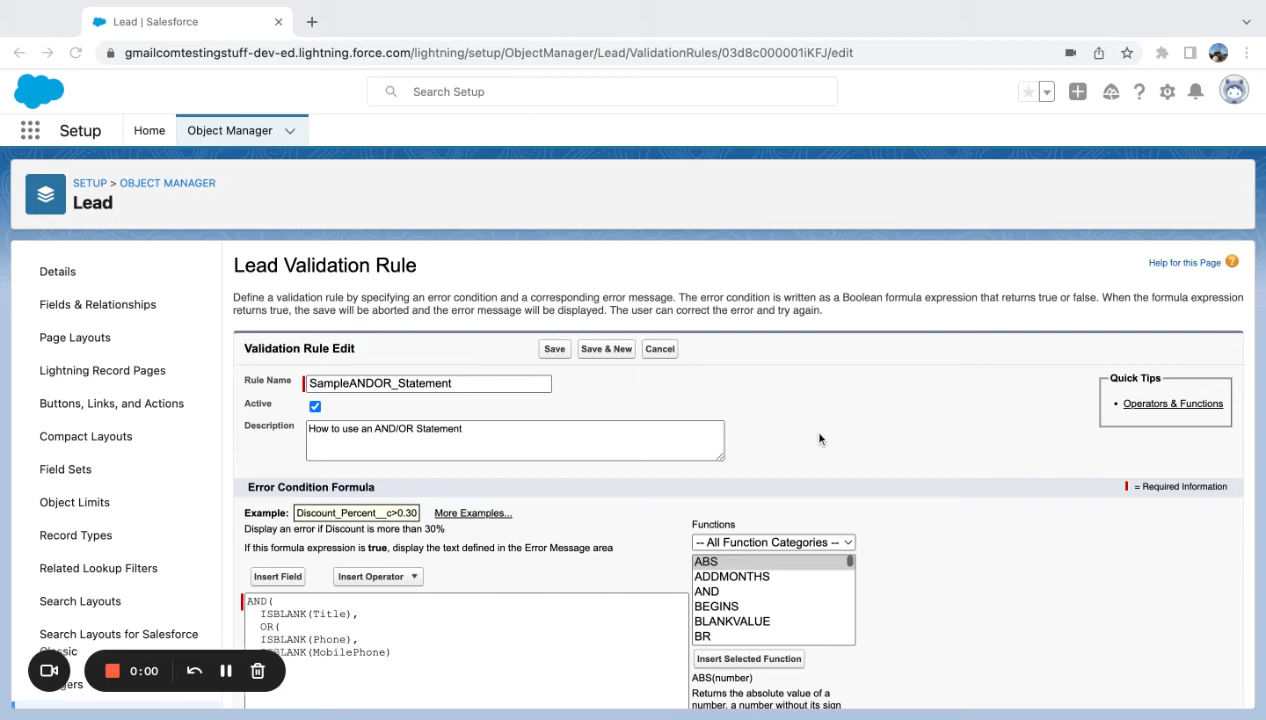 Lead | Salesforce
gmailcomtestingstuff-dev-ed.lightning.force.com/lightning/setup/ObjectManager/Lead/ValidationRules/03d8c000001iKFJ/edit
Search Setup
Setup
Home
Object Manager
SETUP > OBJECT MANAGER
Lead
Details
Fields & Relationships
Page Layouts
Lightning Record Pages
Buttons, Links, and Actions
Compact Layouts
Field Sets
Object Limits
Record Types
Related Lookup Filters
Search Layouts
Search Layouts for Salesforce
0:00
Lead Validation Rule
Help for this Page ?
Define a validation rule by specifying an error condition and a corresponding error message. The error condition is written as a Boolean formula expression that returns true or false. When the formula expression
returns true, the save will be aborted and the error message will be displayed. The user can correct the error and try again.
Validation Rule Edit
Save
Save & New
Cancel
Rule Name
SampleANDOR_Statement
Active
Description
How to use an AND/OR Statement
Quick Tips
• Operators & Functions
Error Condition Formula
= Required Information
Example:
Discount_Percent__c>0.30
More Examples...
Display an error if Discount is more than 30%
If this formula expression is true, display the text defined in the Error Message area
Insert Field
Insert Operator
AND(
ISBLANK(Title),
OR(
ISBLANK(Phone),
BLANK(MobilePhone)
Functions
-- All Function Categories --
ABS
ADDMONTHS
AND
BEGINS
BLANKVALUE
BR
Insert Selected Function
ABS(number)
Returns the absolute value of a
number, a number without its sign